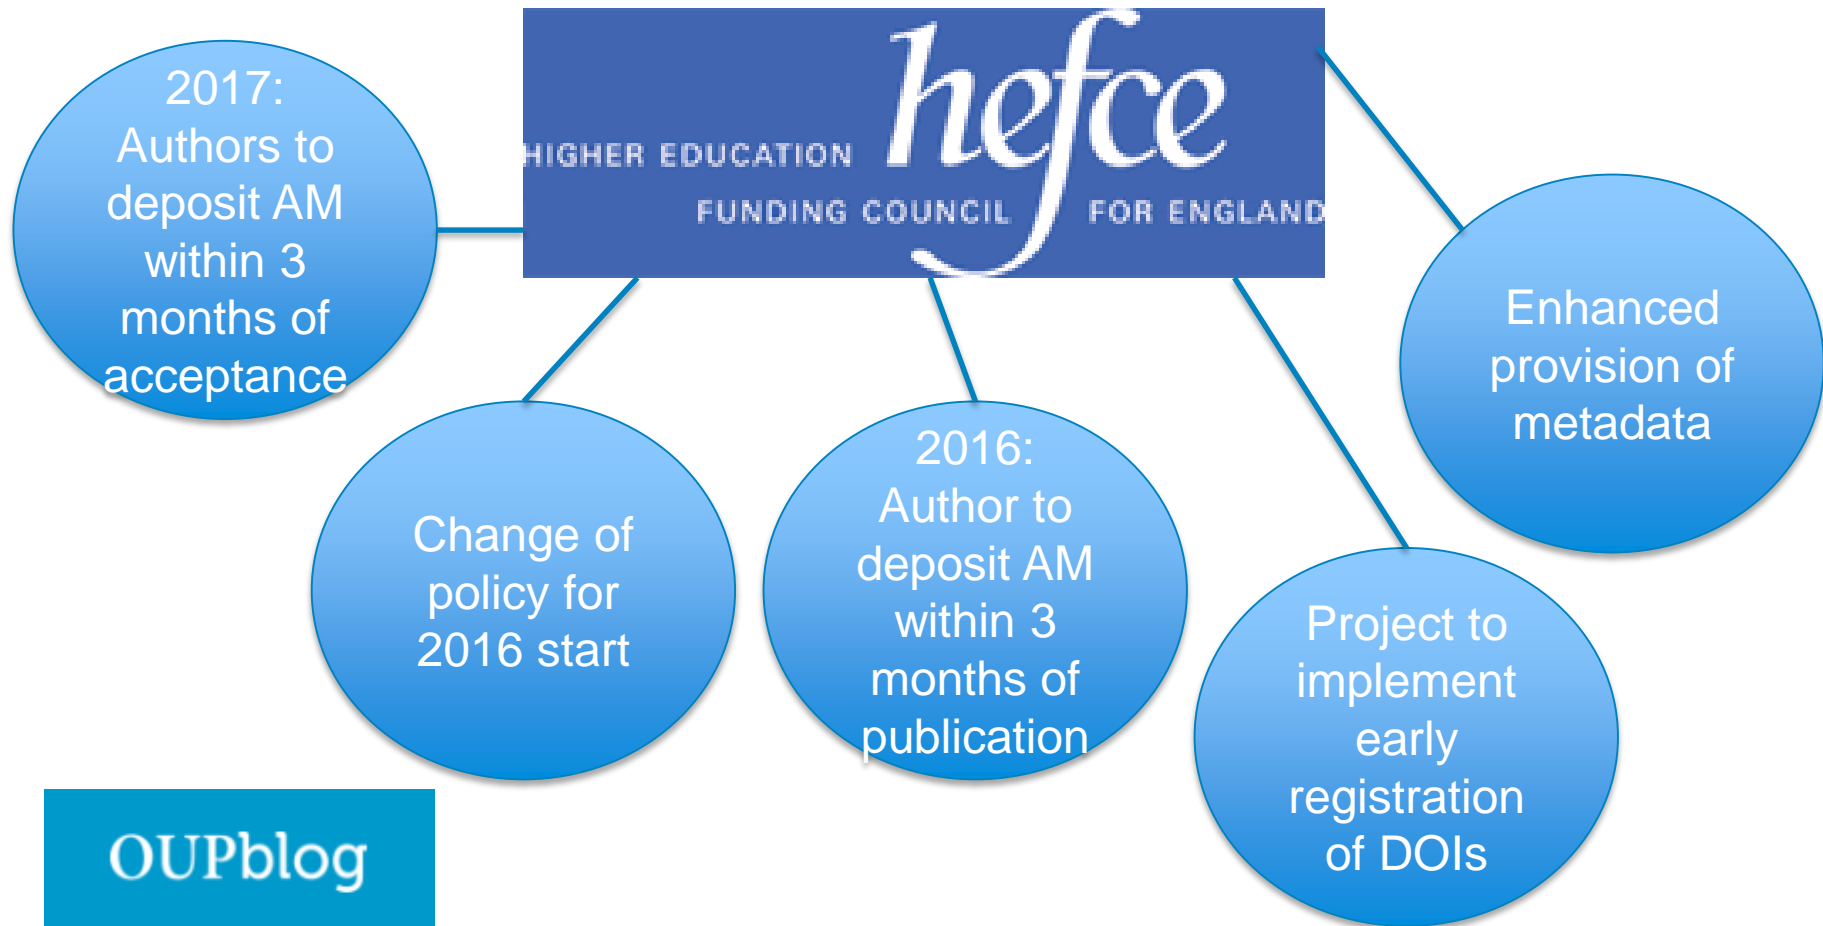 hefce
HIGHER EDUCATION
FUNDING COUNCIL FOR ENGLAND
2017:
Authors to
deposit AM
within 3
months of
acceptance
Change of
policy for
2016 start
2016:
Author to
deposit AM
within 3
months of
publication
Project to
implement
early
registration
of DOIs
Enhanced
provision of
metadata
OUPblog